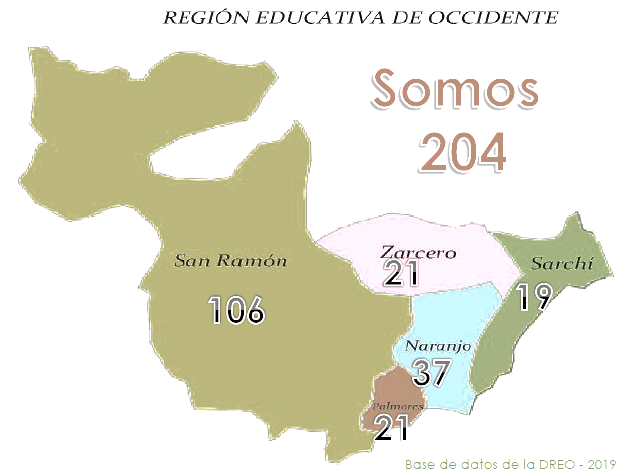 REGIÓN EDUCATIVA DE OCCIDENTE
Somos
204
San Ramón
106
Zarcero
21
Sarchí
19
Naranjo
37
Palmares
21
Base de datos de la DREO - 2019